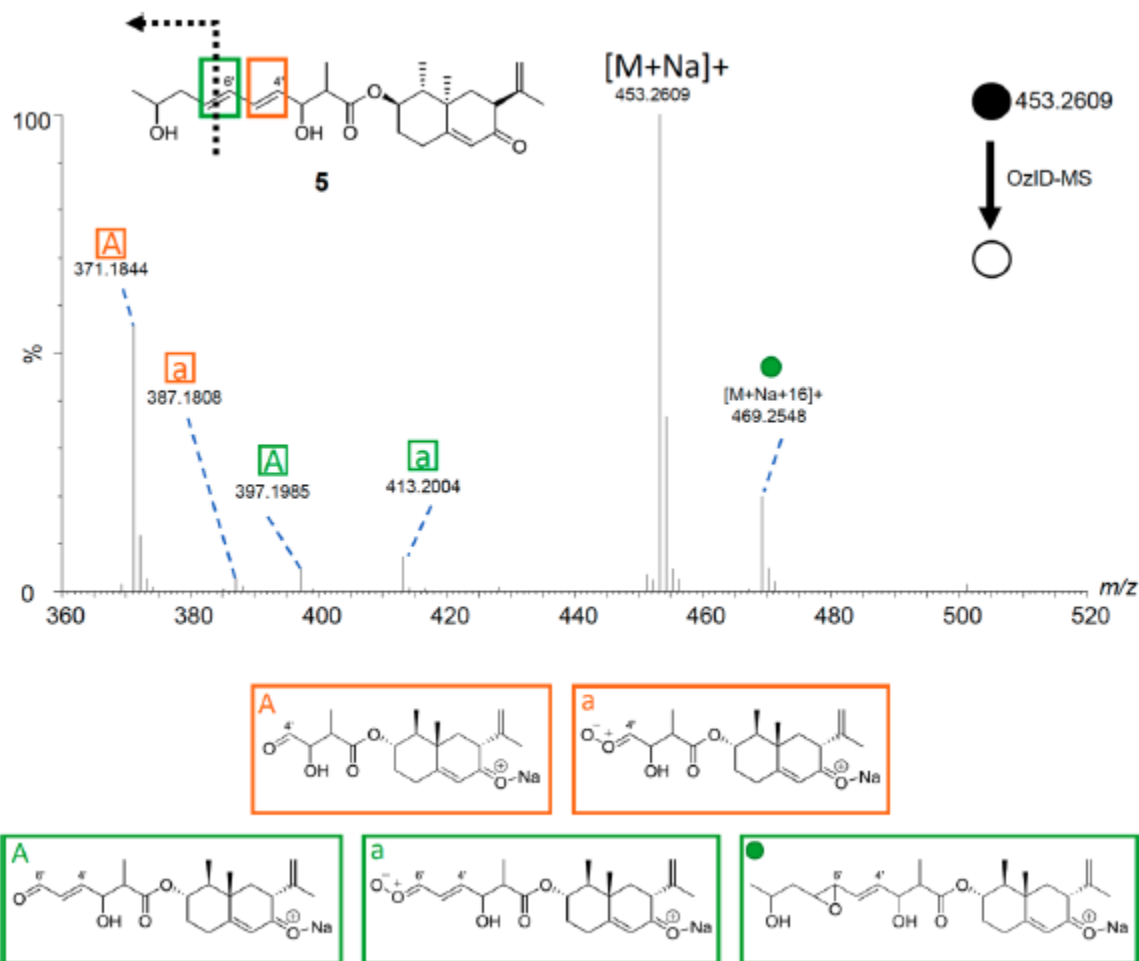 [M+Na]+
453.2609
6' 4'
OH OH O O O
5
100
453.2609
OzID-MS
A
371.1844
a
387.1808
A
397.1985
a
413.2004
[M+Na+16]+
469.2548
%
0
360 380 400 420 440 460 480 500 520
m/z
A
4'
O OH O O O Na
a
4'
O O OH O O O Na
A
6' 4'
O OH O O O Na
a
6' 4'
O O OH O O O Na
6' 4'
OH O OH O O O Na